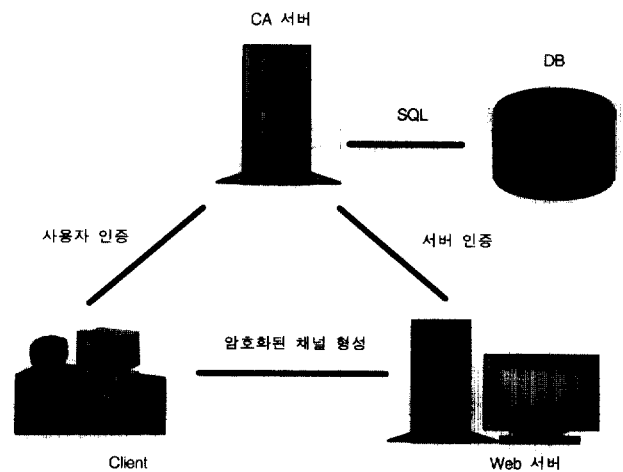 CA 서버
DB
SQL
사용자 인증
서버 인증
암호화된 채널 형성
Client
Web 서버